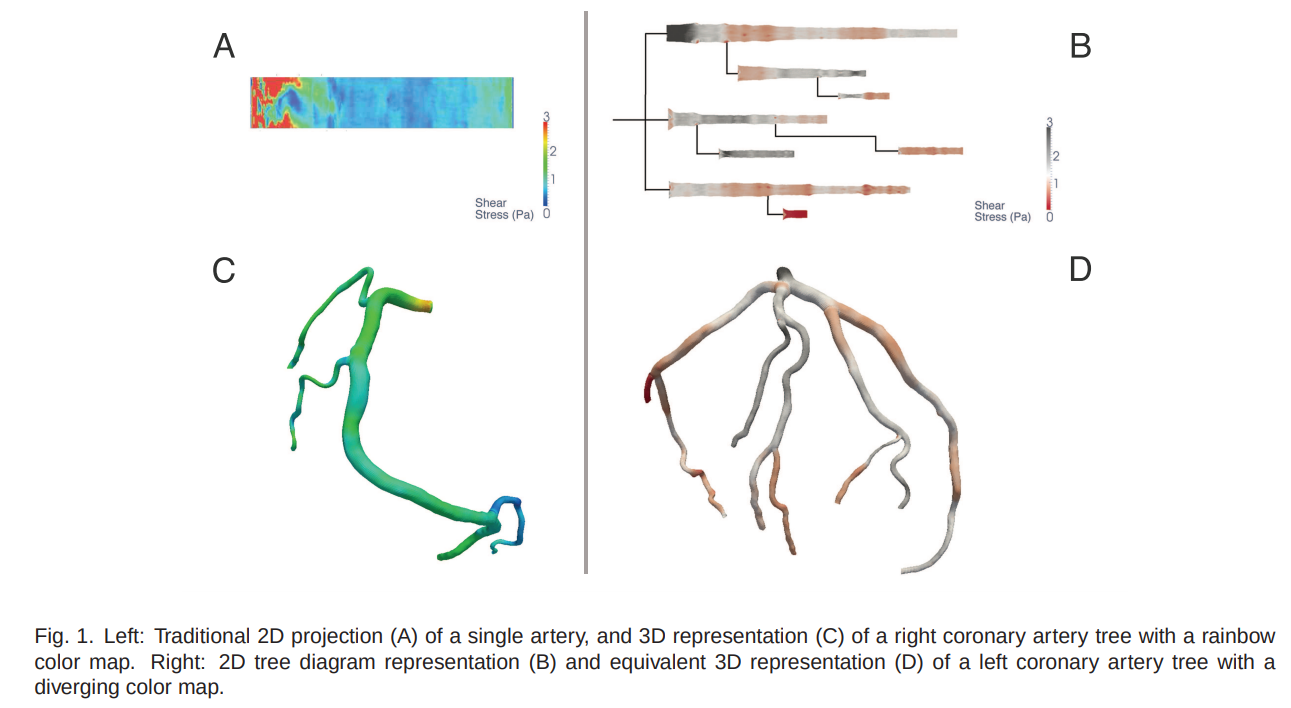 A
3
2
1
Shear
Stress (Pa)
0
B
3
2
1
Shear
Stress (Pa)
0
C
D
Fig. 1. Left: Traditional 2D projection (A) of a single artery, and 3D representation (C) of a right coronary artery tree with a rainbow
color map. Right: 2D tree diagram representation (B) and equivalent 3D representation (D) of a left coronary artery tree with a
diverging color map.